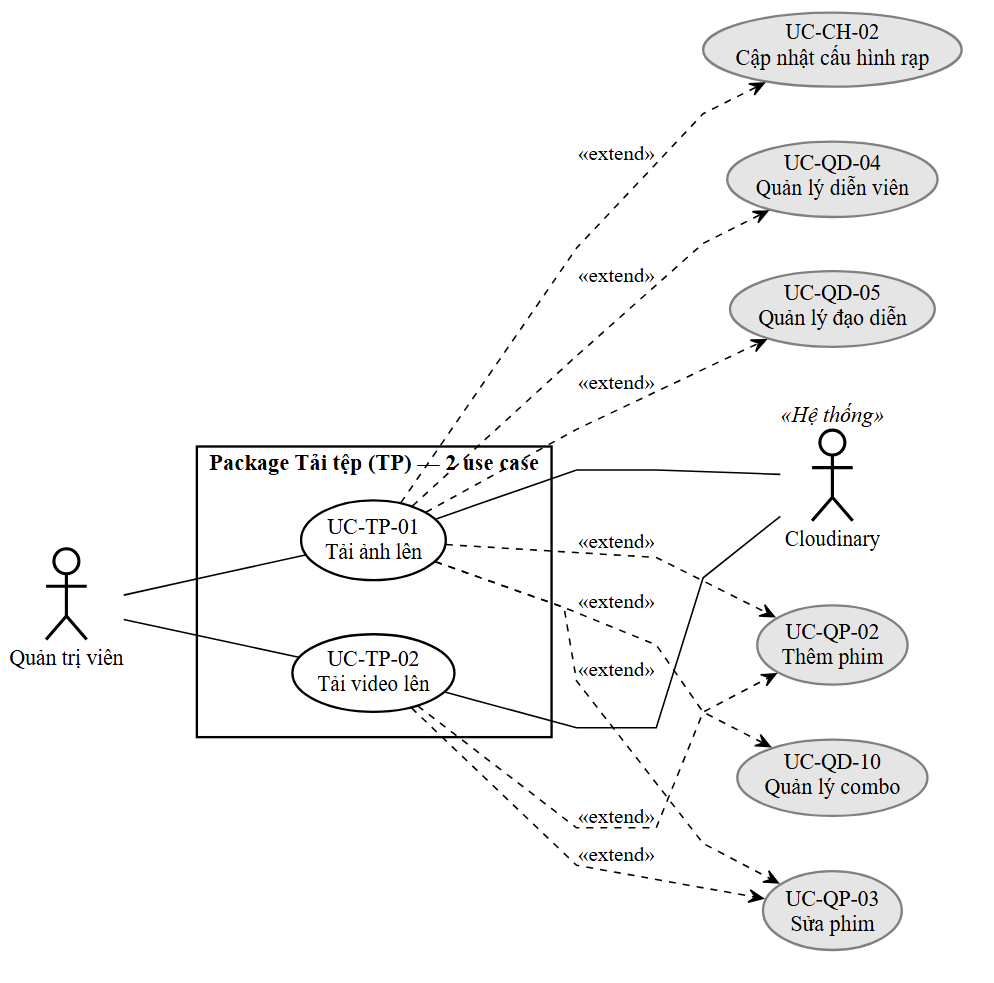 UC-CH-02
Cập nhật cấu hình rạp
«extend»
UC-QD-04
Quản lý diễn viên
«extend»
UC-QD-05
Quản lý đạo diễn
«extend»
«Hệ thống»
Cloudinary
Package Tải tệp (TP) — 2 use case
UC-TP-01
Tải ảnh lên
«extend»
«extend»
UC-QP-02
Thêm phim
Quản trị viên
UC-TP-02
Tải video lên
«extend»
UC-QD-10
Quản lý combo
«extend»
«extend»
UC-QP-03
Sửa phim